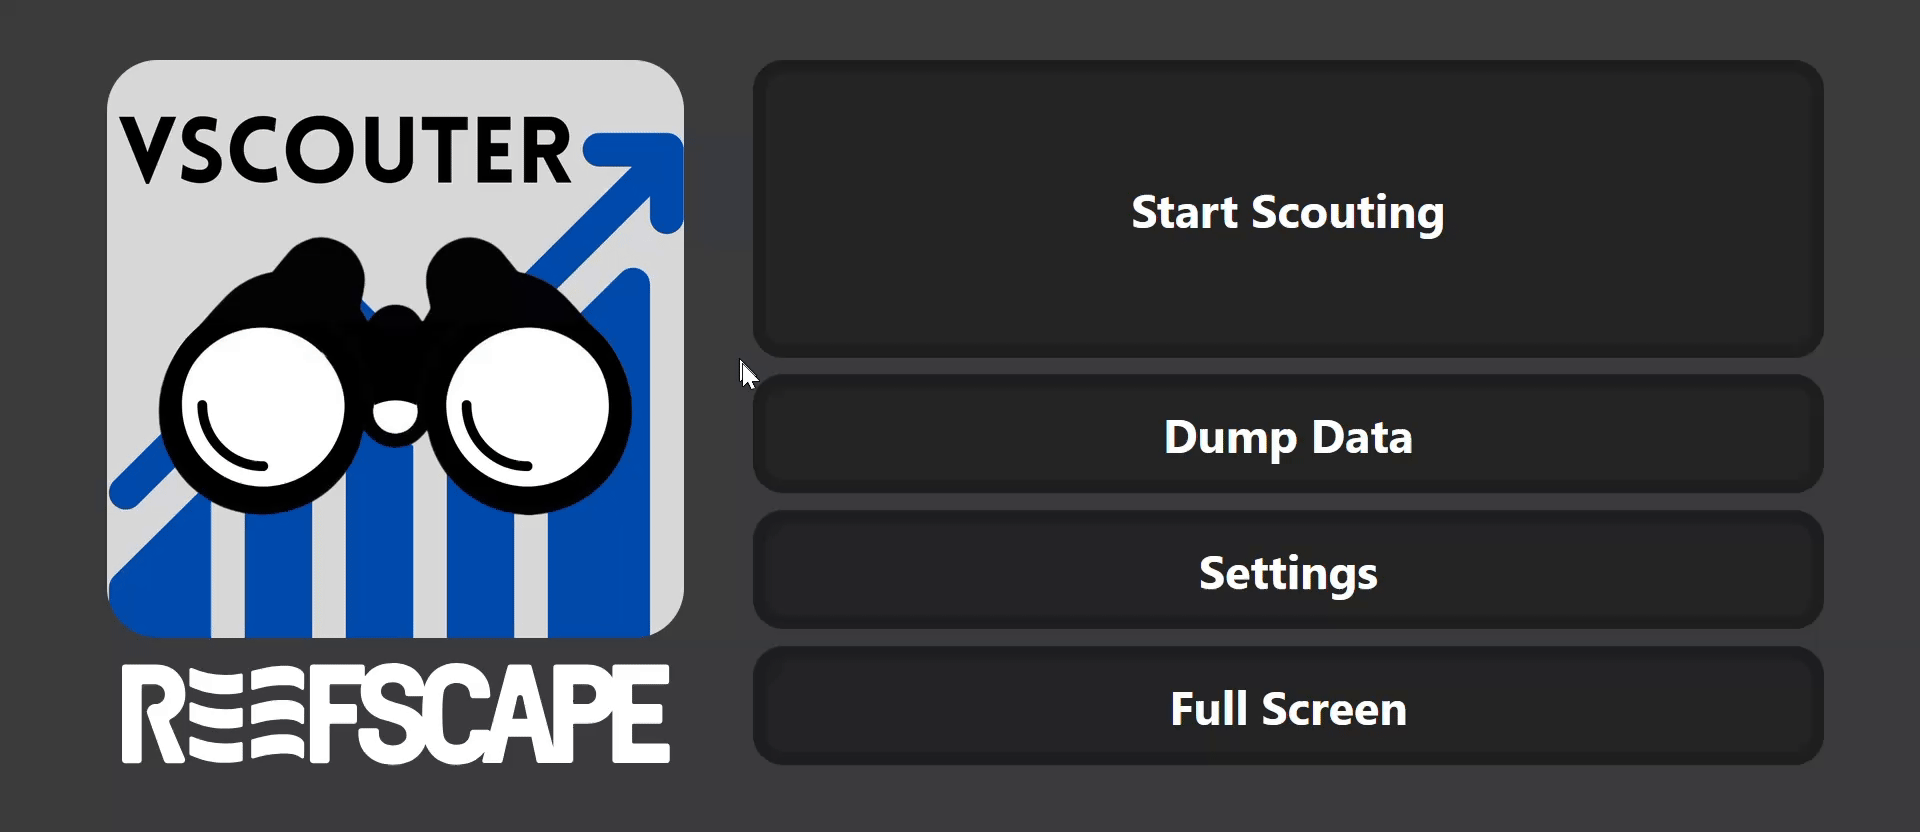 VSCOUTER
REEFSCAPE
Start Scouting
Dump Data
Settings
Full Screen